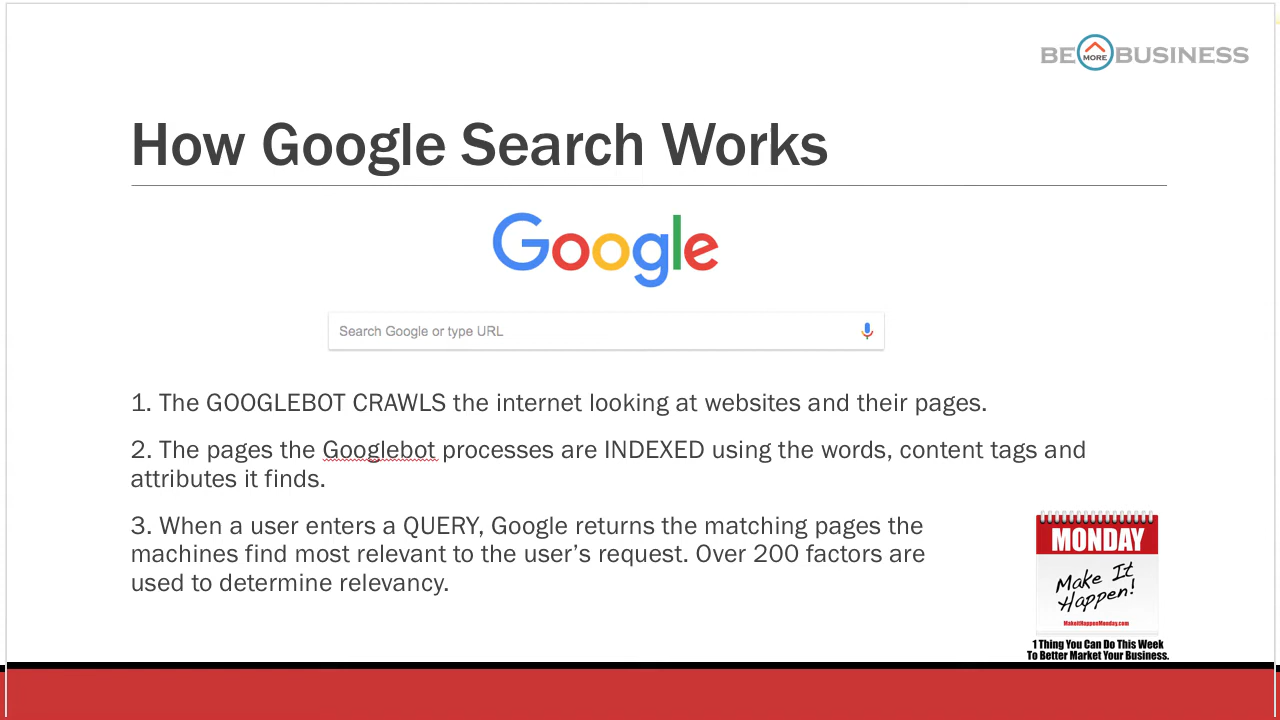 BE MORE BUSINESS
How Google Search Works
Google
Search Google or type URL
1. The GOOGLEBOT CRAWLS the internet looking at websites and their pages.
2. The pages the Googlebot processes are INDEXED using the words, content tags and
attributes it finds.
3. When a user enters a QUERY, Google returns the matching pages the
machines find most relevant to the user’s request. Over 200 factors are
used to determine relevancy.
MONDAY
Make It
Happen!
MakeItHappenMonday.com
1 Thing You Can Do This Week
To Better Market Your Business.